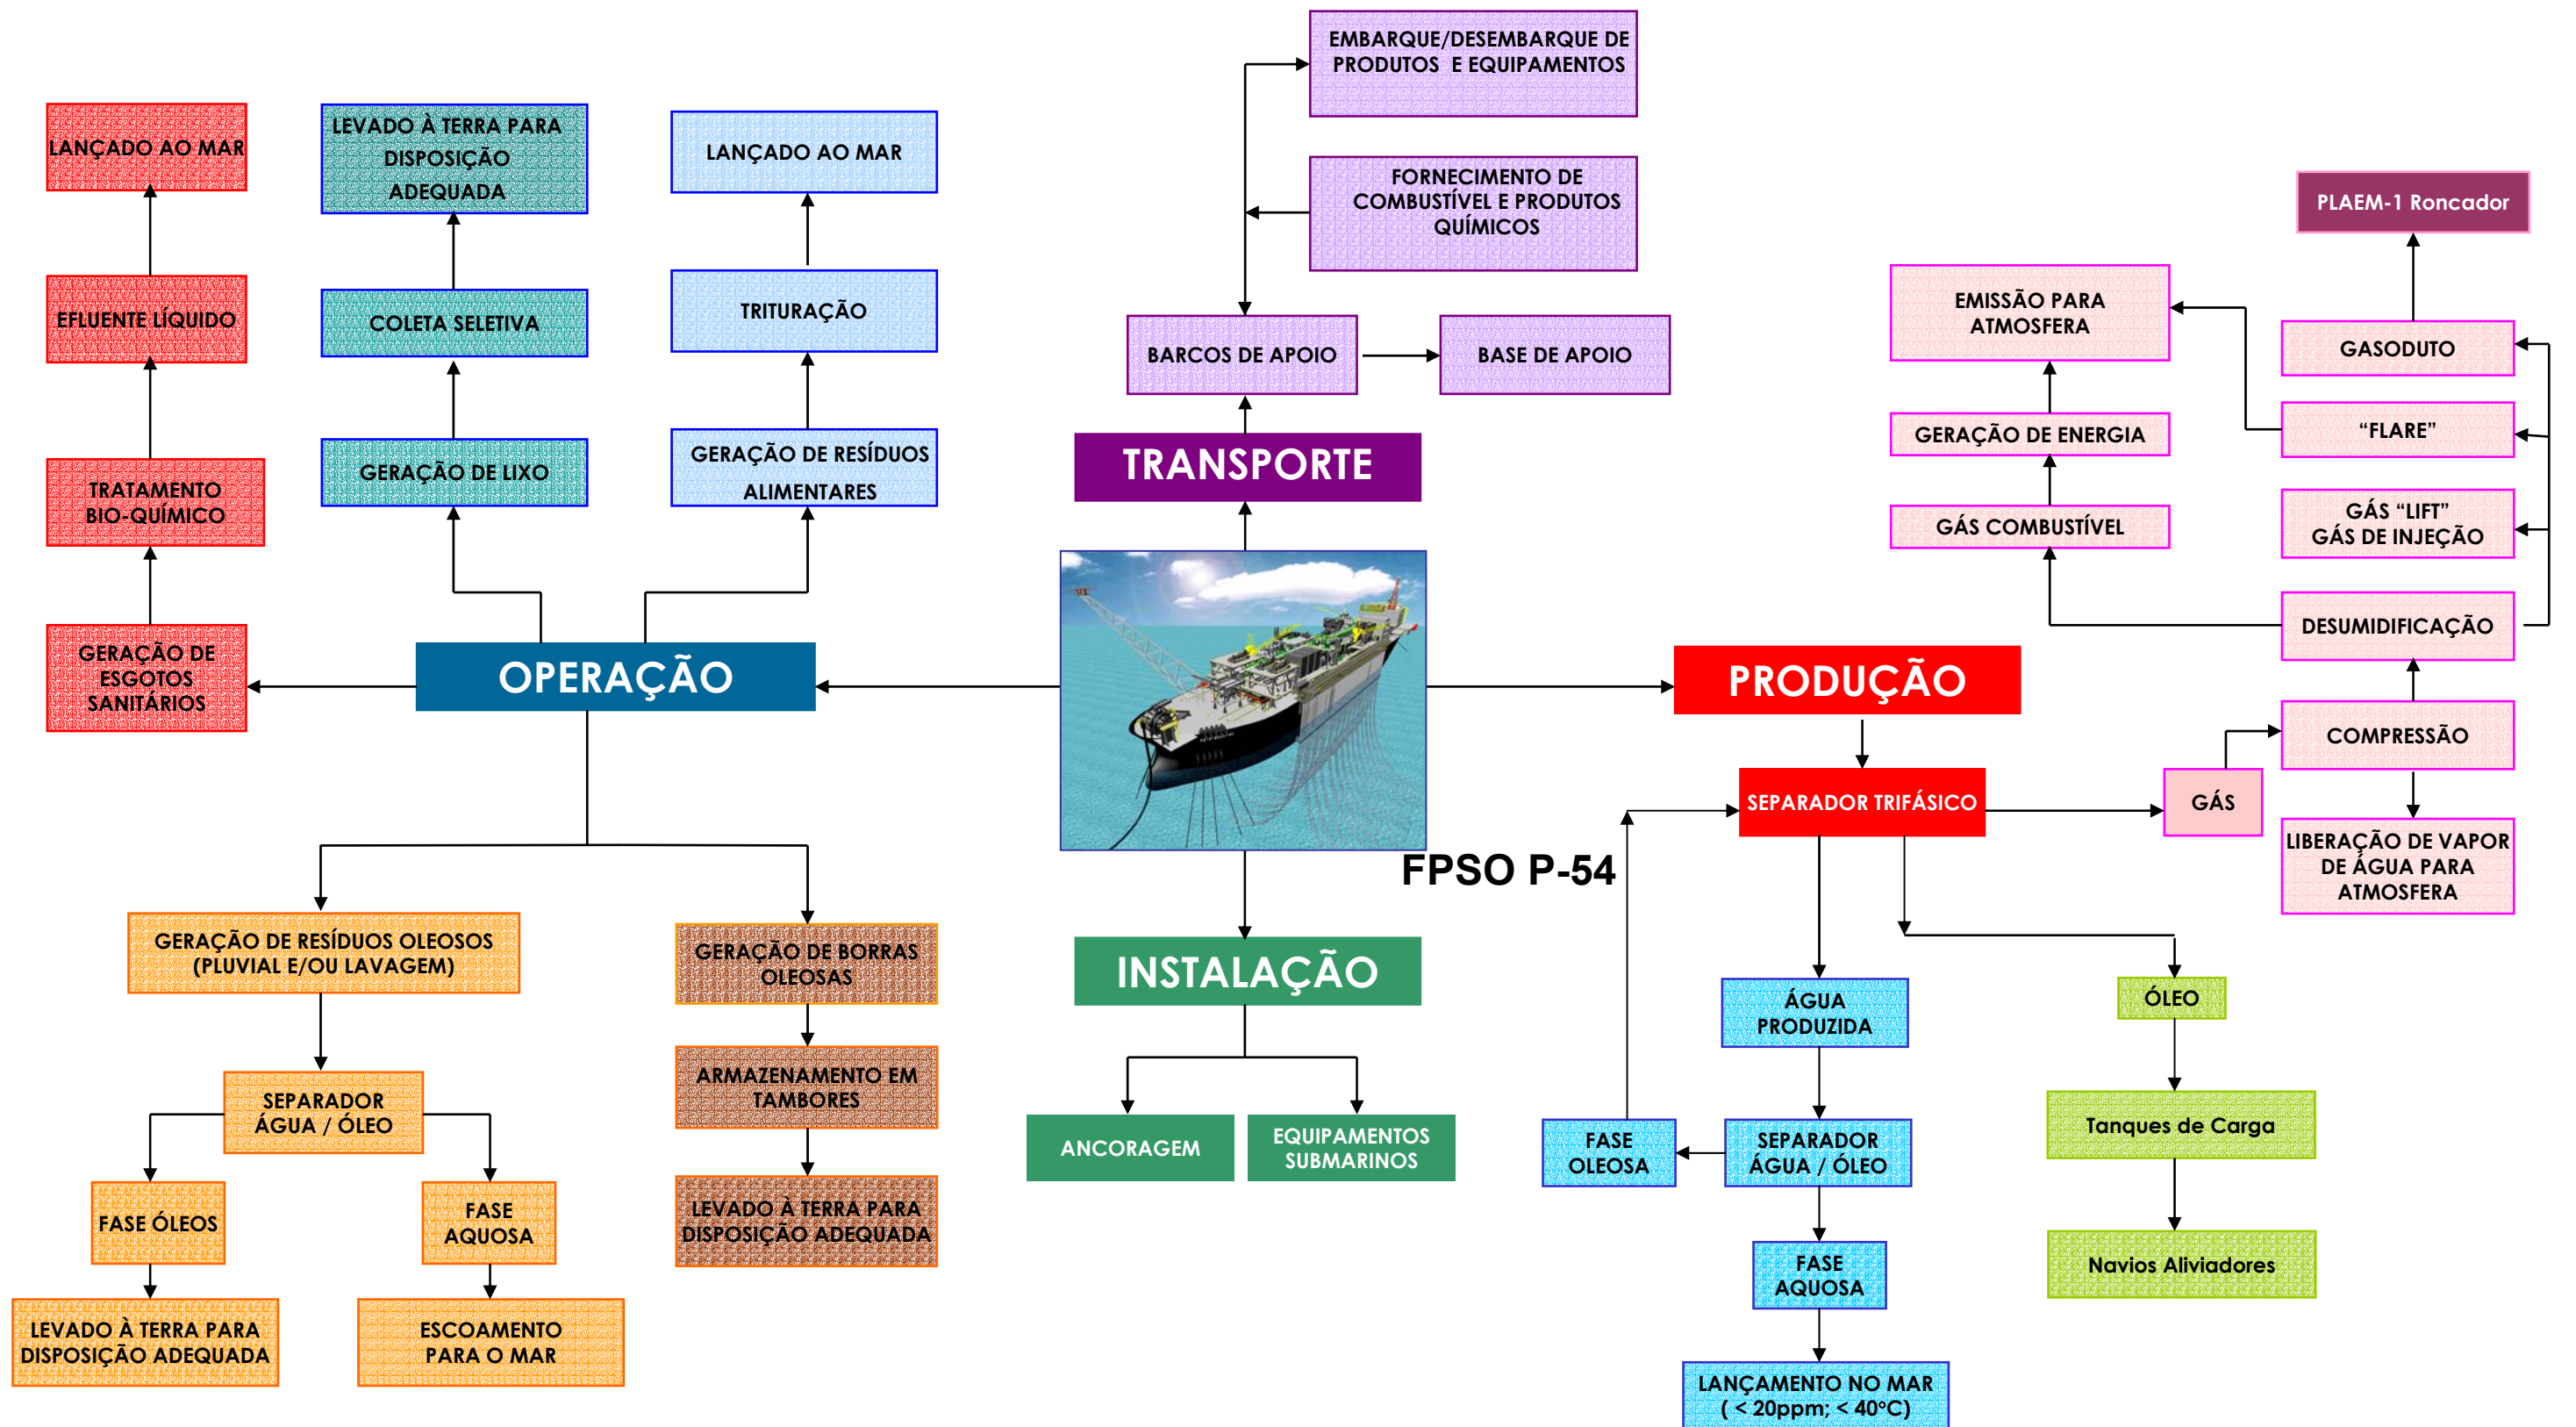 EMBARQUE/DESEMBARQUE DE
PRODUTOS E EQUIPAMENTOS
FORNECIMENTO DE
COMBUSTÍVEL E PRODUTOS
QUÍMICOS
BARCOS DE APOIO
BASE DE APOIO
TRANSPORTE
LANÇADO AO MAR
EFLUENTE LÍQUIDO
TRATAMENTO
BIO-QUÍMICO
GERAÇÃO DE
ESGOTOS
SANITÁRIOS
LEVADO À TERRA PARA
DISPOSIÇÃO
ADEQUADA
COLETA SELETIVA
GERAÇÃO DE LIXO
LANÇADO AO MAR
TRITURAÇÃO
GERAÇÃO DE RESÍDUOS
ALIMENTARES
OPERAÇÃO
GERAÇÃO DE RESÍDUOS OLEOSOS
(PLUVIAL E/OU LAVAGEM)
SEPARADOR
ÁGUA / ÓLEO
FASE ÓLEOS
FASE
AQUOSA
LEVADO À TERRA PARA
DISPOSIÇÃO ADEQUADA
ESCOAMENTO
PARA O MAR
GERAÇÃO DE BORRAS
OLEOSAS
ARMAZENAMENTO EM
TAMBORES
LEVADO À TERRA PARA
DISPOSIÇÃO ADEQUADA
FPSO P-54
INSTALAÇÃO
ANCORAGEM
EQUIPAMENTOS
SUBMARINOS
PRODUÇÃO
SEPARADOR TRIFÁSICO
GÁS
PLAEM-1 Roncador
EMISSÃO PARA
ATMOSFERA
GASODUTO
GERAÇÃO DE ENERGIA
“FLARE”
GÁS COMBUSTÍVEL
GÁS “LIFT”
GÁS DE INJEÇÃO
DESUMIDIFICAÇÃO
COMPRESSÃO
LIBERAÇÃO DE VAPOR
DE ÁGUA PARA
ATMOSFERA
ÁGUA
PRODUZIDA
FASE
OLEOSA
SEPARADOR
ÁGUA / ÓLEO
FASE
AQUOSA
LANÇAMENTO NO MAR
( < 20ppm; < 40ºC)
ÓLEO
Tanques de Carga
Navios Aliviadores